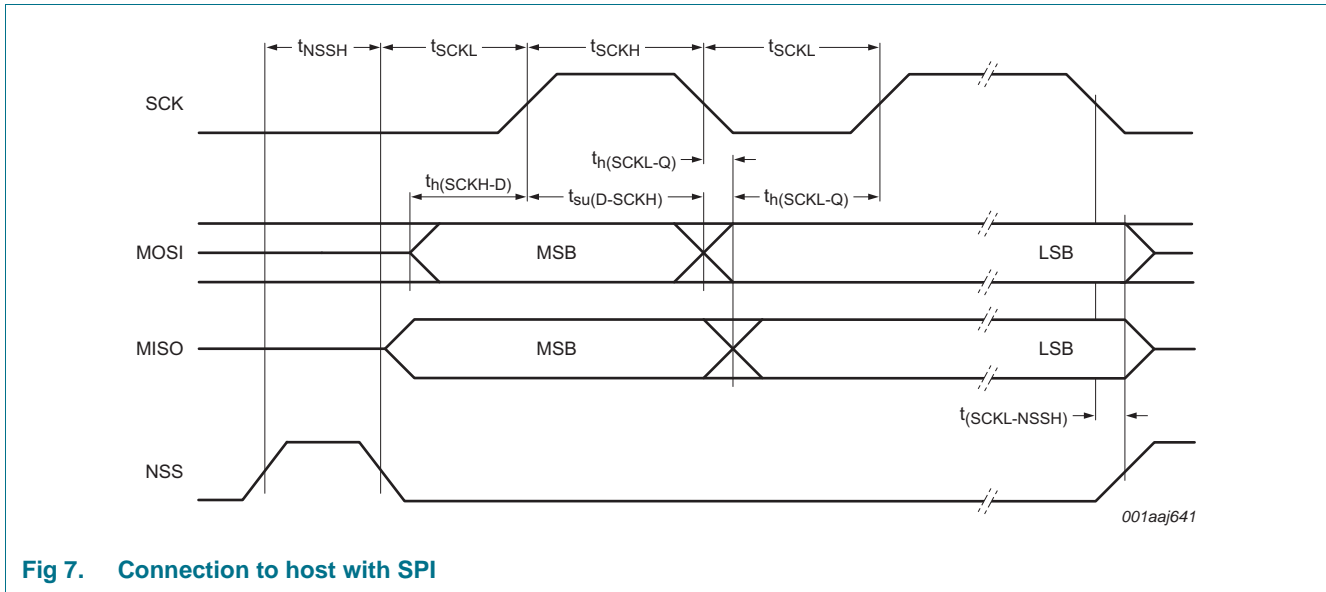 tNSSH tSCKL tSCKH tSCKL
SCK
th(SCKL-Q)
th(SCKH-D) tsu(D-SCKH) th(SCKL-Q)
MOSI MSB LSB
MISO MSB LSB
t(SCKL-NSSH)
NSS
001aaj641
Fig 7. Connection to host with SPI